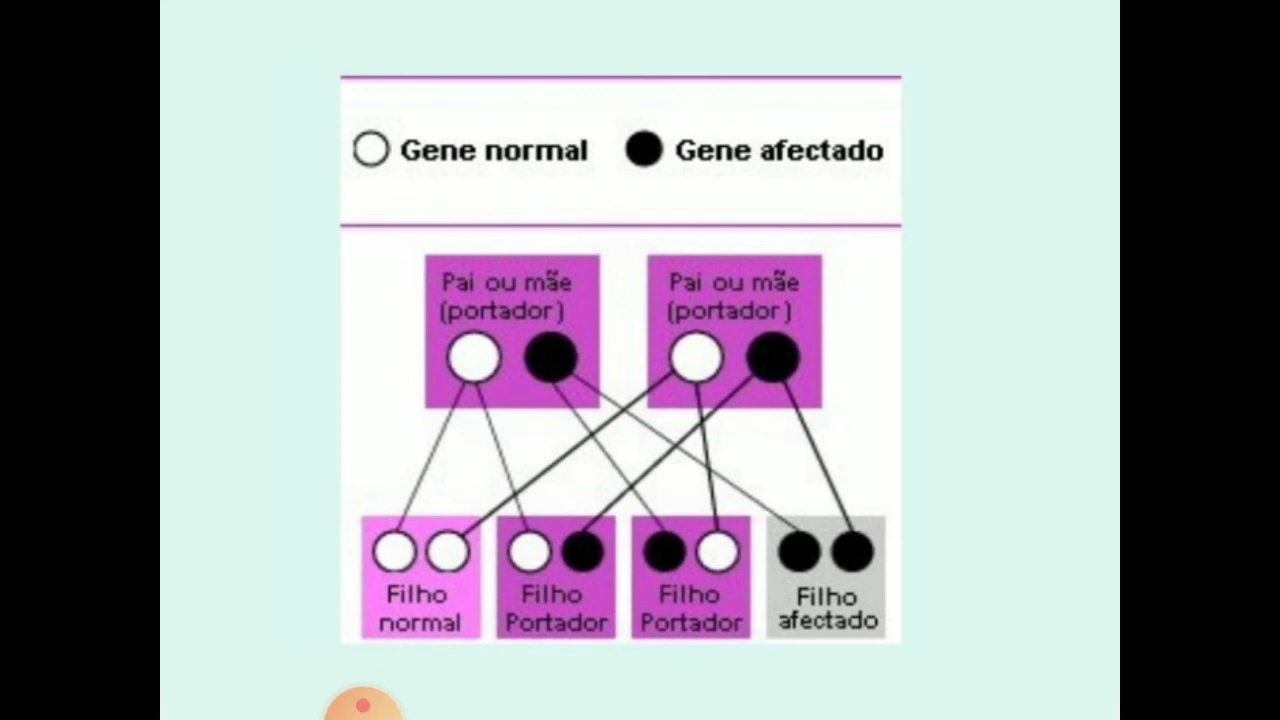 Gene normal Gene afectado
Pai ou mãe
(portador)
Pai ou mãe
(portador)
Filho
normal
Filho
Portador
Filho
Portador
Filho
afectado